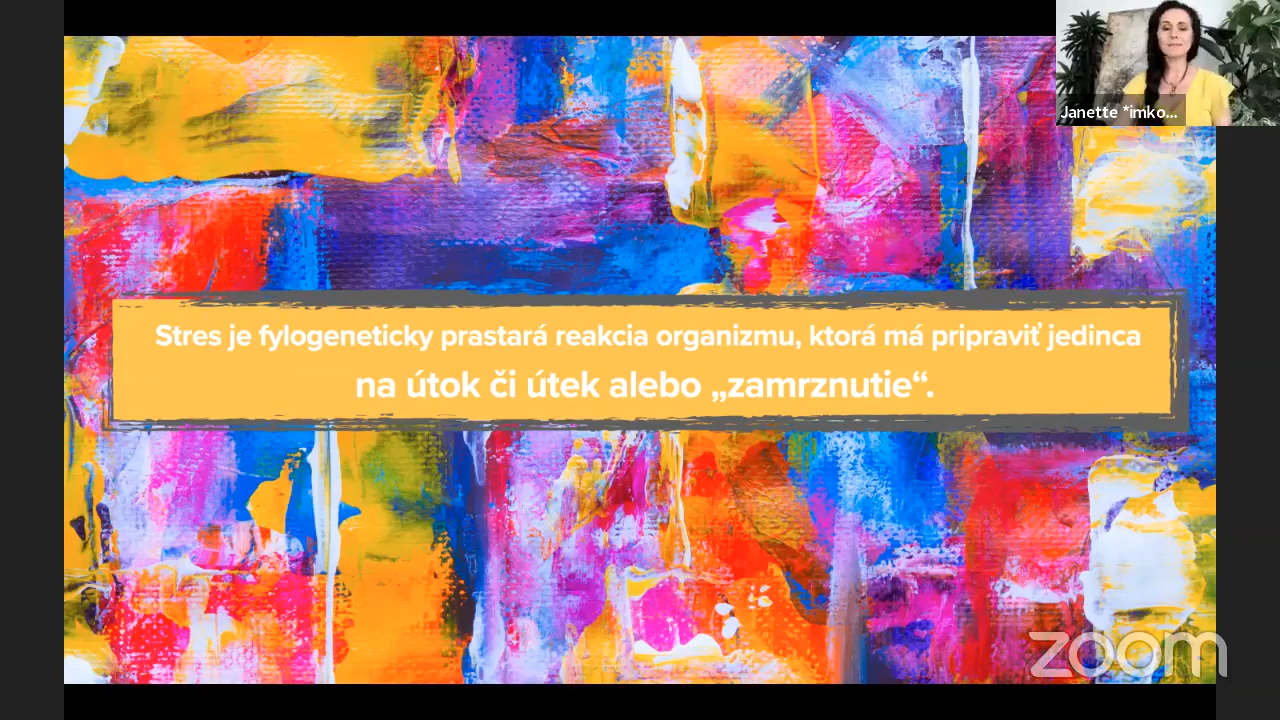 Janette *imko...
Stres je fylogeneticky prastará reakcia organizmu, ktorá má pripraviť jedinca
na útok či útek alebo „zamrznutie“.
zoom